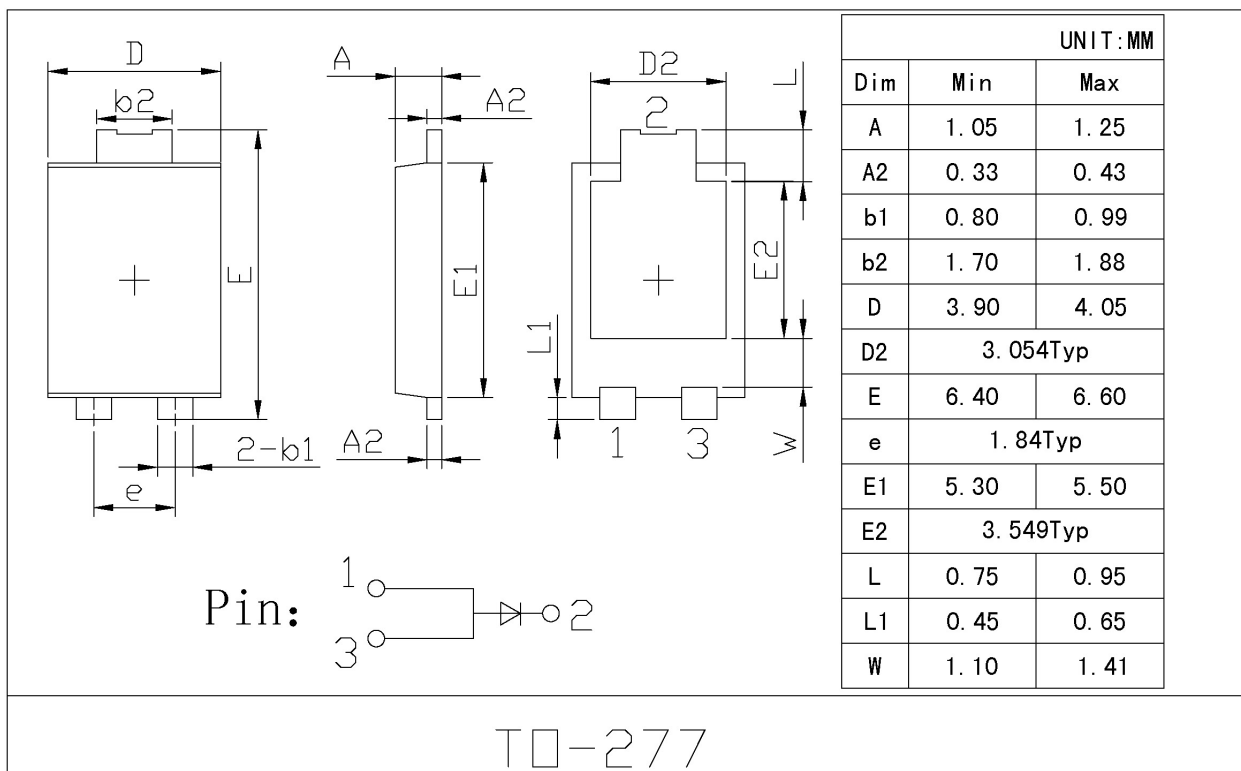 D
b2
E
2-b1
e
A
A2
E1
L1
A2
D2
L
2
E2
W
1 3
UNIT:MM
Dim Min Max
A 1.05 1.25
A2 0.33 0.43
b1 0.80 0.99
b2 1.70 1.88
D 3.90 4.05
D2 3.054Typ
E 6.40 6.60
e 1.84Typ
E1 5.30 5.50
E2 3.549Typ
L 0.75 0.95
L1 0.45 0.65
W 1.10 1.41
Pin:
1
2
3
TO-277